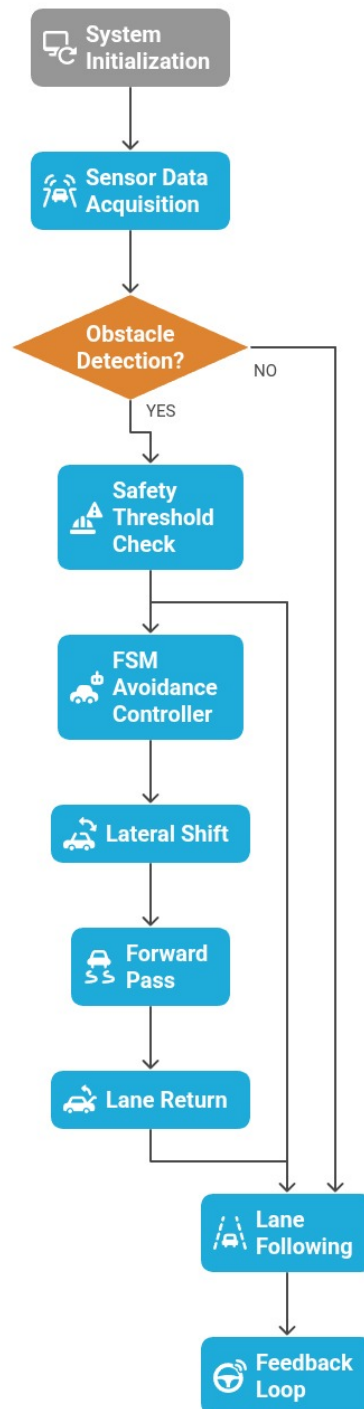 System
Initialization
Sensor Data
Acquisition
Obstacle
Detection?
NO
YES
Safety
Threshold
Check
FSM
Avoidance
Controller
Lateral Shift
Forward
Pass
Lane Return
Lane
Following
Feedback
Loop